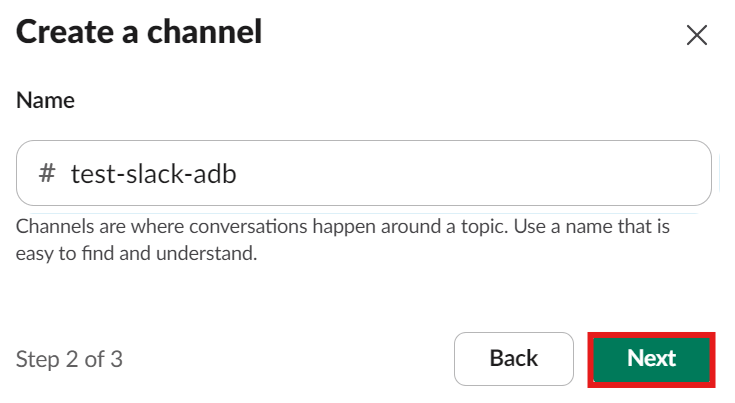 Create a channel
Name
# test-slack-adb
Channels are where conversations happen around a topic. Use a name that is
easy to find and understand.
Step 2 of 3
Back
Next